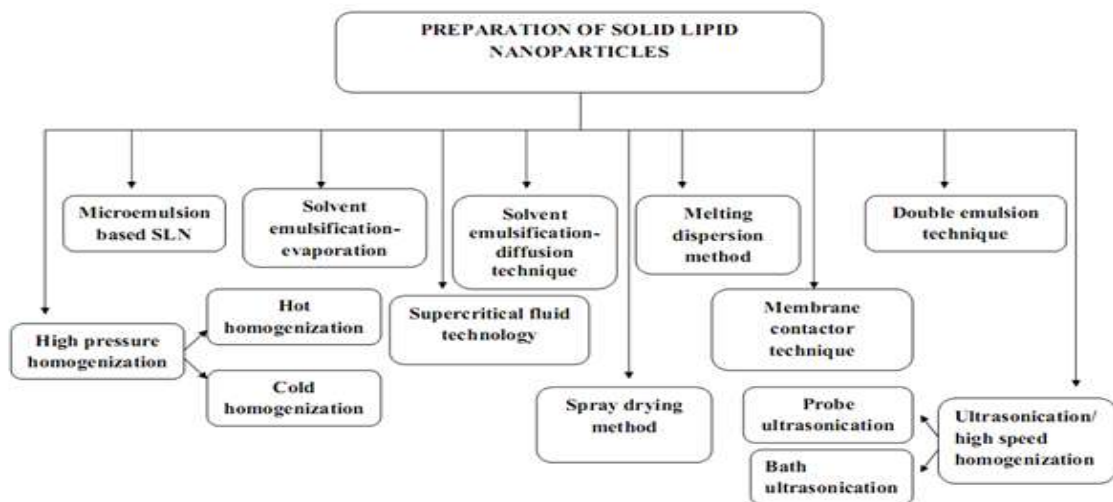 PREPARATION OF SOLID LIPID
NANOPARTICLES
Microemulsion
based SLN
Solvent
emulsification-
evaporation
Solvent
emulsification-
diffusion
technique
Melting
dispersion
method
Double emulsion
technique
High pressure
homogenization
Hot
homogenization
Cold
homogenization
Supercritical fluid
technology
Membrane
contactor
technique
Spray drying
method
Probe
ultrasonication
Bath
ultrasonication
Ultrasonication/
high speed
homogenization